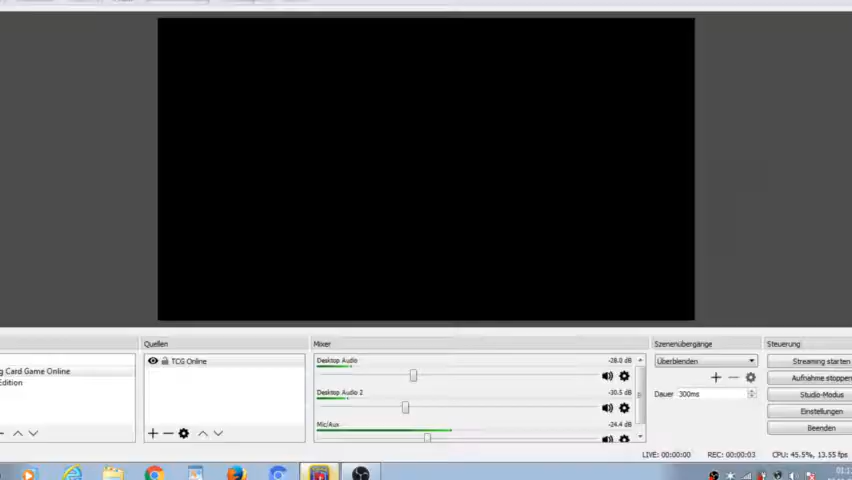 Quellen
Mixer
Szenenübergänge
Steuerung
g Card Game Online
Edition
TCG Online
Desktop Audio
-28.0 dB
Desktop Audio 2
-30.5 dB
Mic/Aux
-24.4 dB
Überblenden
Dauer 300ms
Streaming starten
Aufnahme stoppen
Studio-Modus
Einstellungen
Beenden
LIVE: 00:00:00
REC: 00:00:03
CPU: 45.5%, 13.55 fps